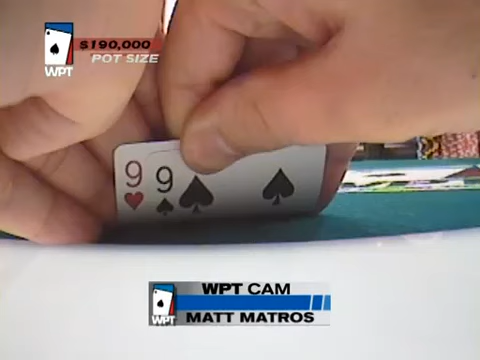 $190,000
POT SIZE
WPT
9 9
WPT CAM
WPT
MATT MATROS